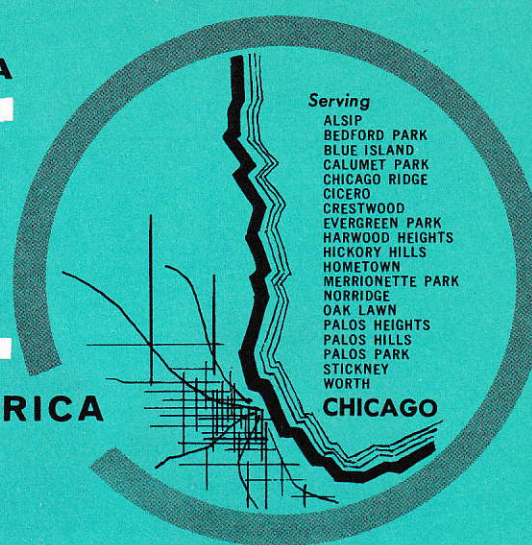 A
RICA
Serving
ALSIP
BEDFORD PARK
BLUE ISLAND
CALUMET PARK
CHICAGO RIDGE
CICERO
CRESTWOOD
EVERGREEN PARK
HARWOOD HEIGHTS
HICKORY HILLS
HOMETOWN
MERRIONETTE PARK
NORRIDGE
OAK LAWN
PALOS HEIGHTS
PALOS HILLS
PALOS PARK
STICKNEY
WORTH
CHICAGO